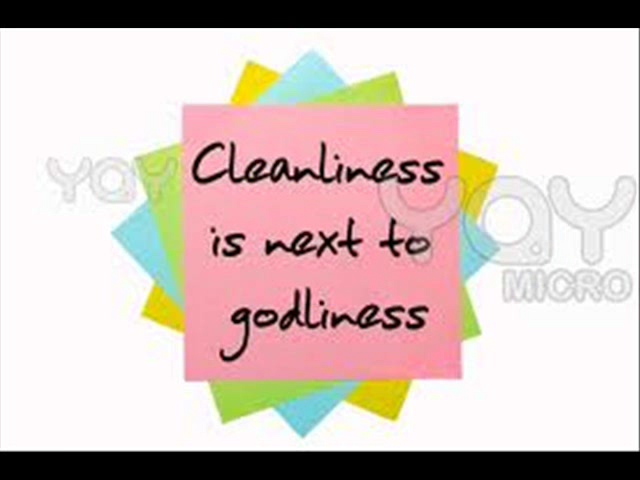 Cleanliness
is next to
godliness
YAY
YAY
MICRO